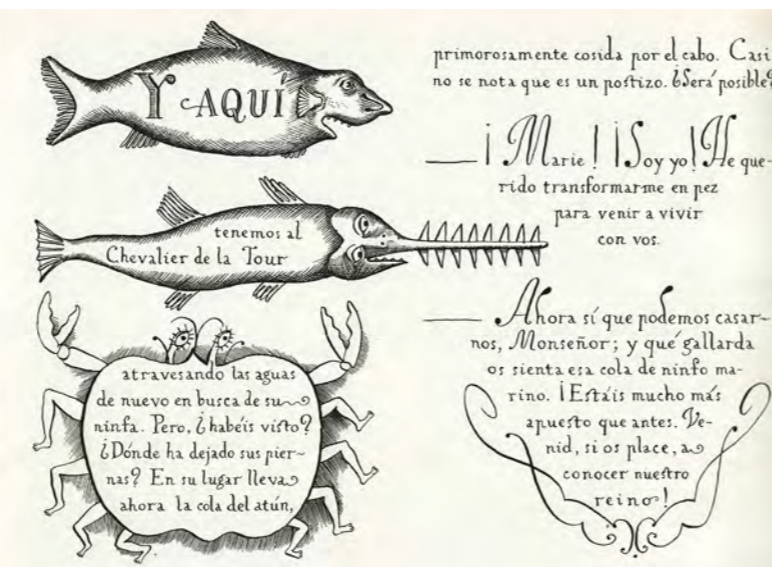 Y AQUÍ
tenemos al
Chevalier de la Tour
atravesando las aguas
de nuevo en busca de su
ninfa. Pero, ¿habéis visto?
¿Dónde ha dejado sus pier-
nas? En su lugar lleva
ahora la cola del atún,
primorosamente cosida por el cabo. Casi
no se nota que es un postizo. ¿Será posible?
— ¡Marie! ¡Soy yo! He que-
rido transformarme en pez
para venir a vivir
con vos.
— Ahora sí que podemos casar-
nos, Monseñor; y qué gallarda
os sienta esa cola de ninfo ma-
rino. ¡Estáis mucho más
apuesto que antes. Ve-
nid, si os place, a
conocer nuestro
reino!